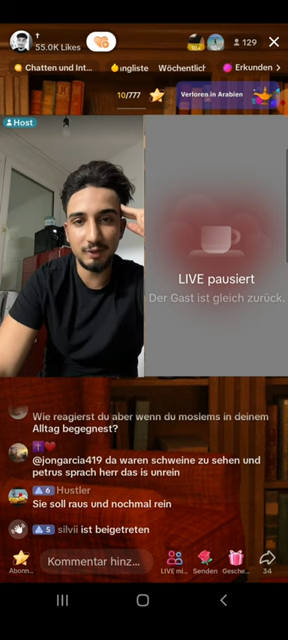 †
55.0K Likes
129
Chatten und Int...
angliste
Wöchentlich
Erkunden
10/777
Verloren in Arabien
Host
LIVE pausiert
Der Gast ist gleich zurück.
Wie reagierst du aber wenn du moslems in deinem
Alltag begegnest?
@jongarcia419 da waren schweine zu sehen und
petrus sprach herr das is unrein
6 Hustler
Sie soll raus und nochmal rein
5 silvii ist beigetreten
Kommentar hinz...
Abonn..
LIVE mi...
Senden
Gesche...
34